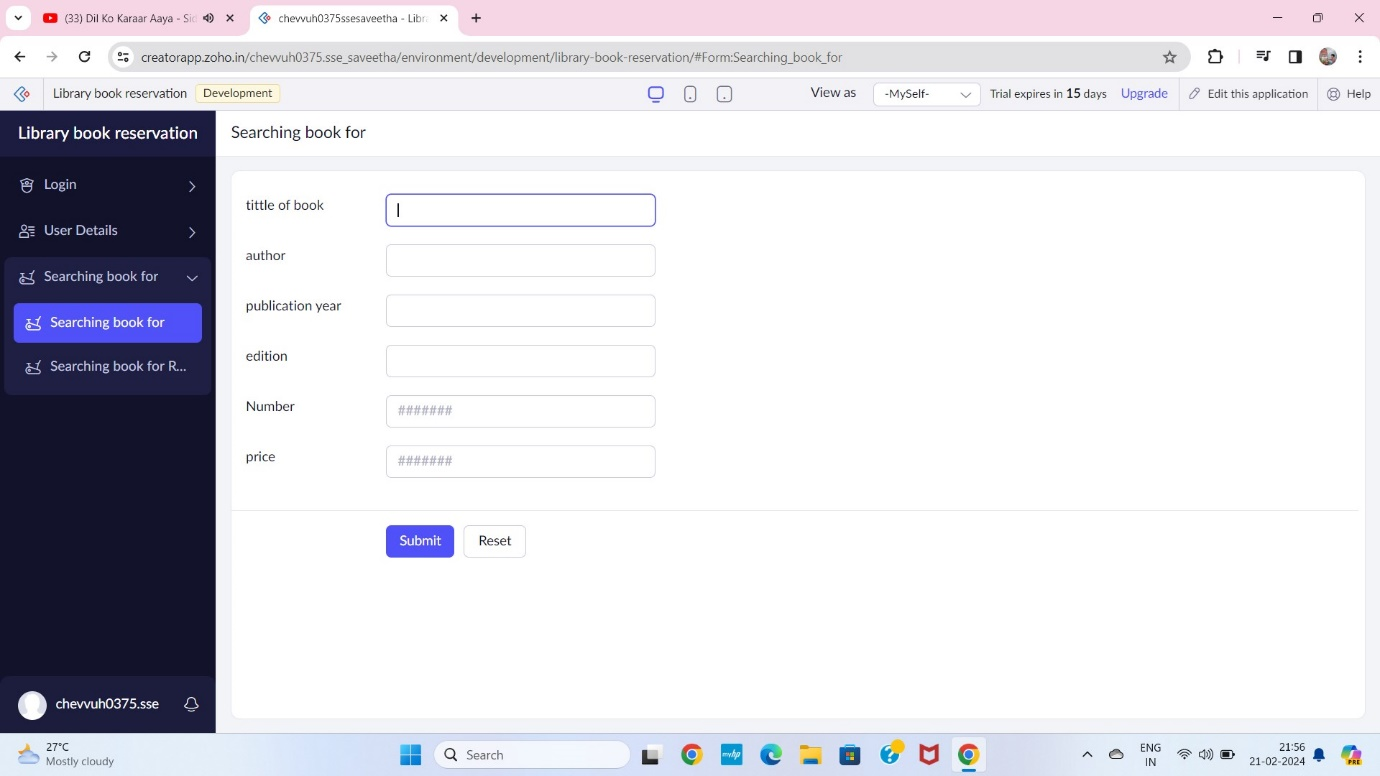 (33) Dil Ko Karaar Aaya - Sid
chevvuh0375ssesaveetha - Libra
creatorapp.zoho.in/chevvuh0375.sse_saveetha/environment/development/library-book-reservation/#Form:Searching_book_for
Library book reservation Development View as -MySelf- Trial expires in 15 days Upgrade Edit this application Help
Library book reservation
Searching book for
Login
User Details
Searching book for
Searching book for
Searching book for R...
tittle of book
author
publication year
edition
Number #######
price #######
Submit Reset
chevvuh0375.sse
27°C
Mostly cloudy
Search
myhp
ENG
IN
21:56
21-02-2024
PRE